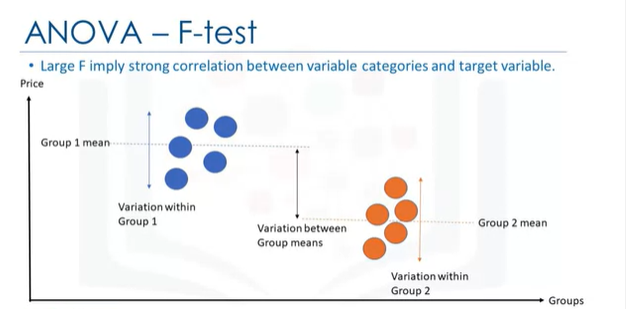 ANOVA – F-test
• Large F imply strong correlation between variable categories and target variable.
Price
Group 1 mean
Variation within
Group 1
Variation between
Group means
Group 2 mean
Variation within
Group 2
Groups